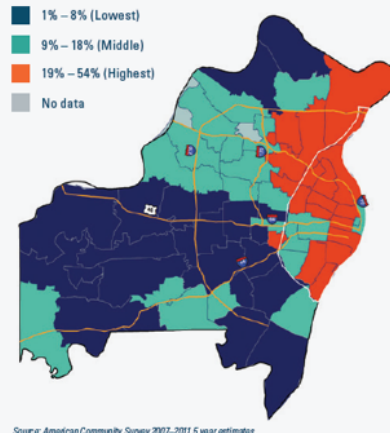 1% – 8% (Lowest)
9% – 18% (Middle)
19% – 54% (Highest)
No data
Source: American Community Survey 2007–2011 5 year estimates